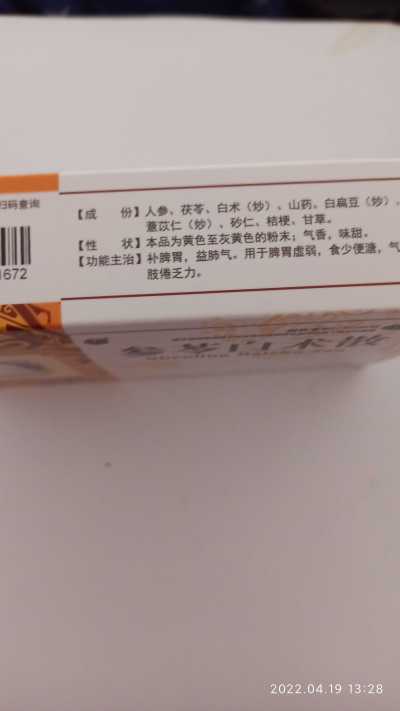 扫码查询
【成　份】人参、茯苓、白术（炒）、山药、白扁豆（炒）、
薏苡仁（炒）、砂仁、桔梗、甘草。
【性　状】本品为黄色至灰黄色的粉末；气香，味甜。
【功能主治】补脾胃，益肺气。用于脾胃虚弱，食少便溏，气
肢倦乏力。
1672
参苓白术散
2022.04.19 13:28